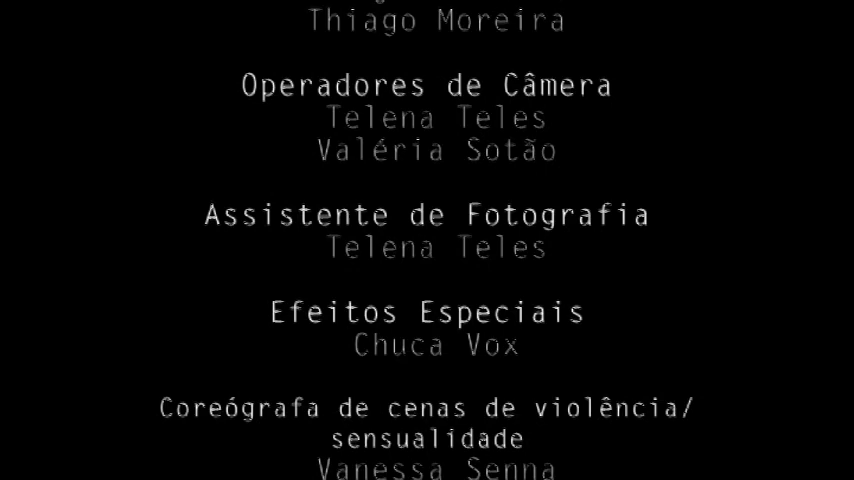 Thiago Moreira
Operadores de Câmera
Telena Teles
Valéria Sotão
Assistente de Fotografia
Telena Teles
Efeitos Especiais
Chuca Vox
Coreógrafa de cenas de violência/
sensualidade
Vanessa Senna